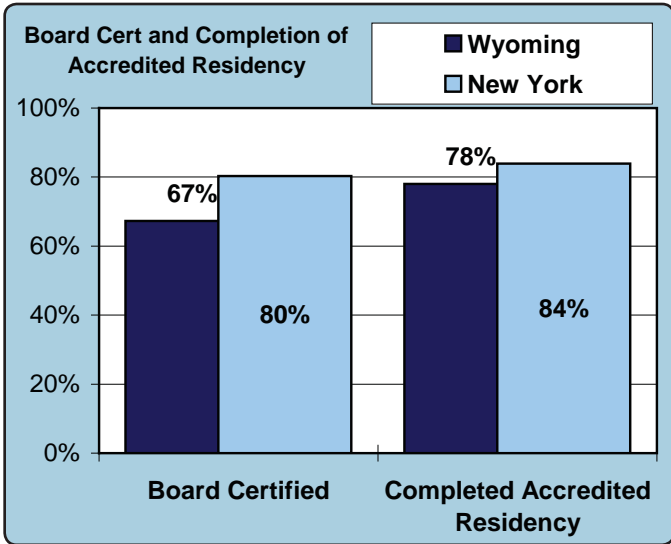 Board Cert and Completion of
Accredited Residency
Wyoming
New York
100%
80%
60%
40%
20%
0%
67%
80%
78%
84%
Board Certified
Completed Accredited
Residency